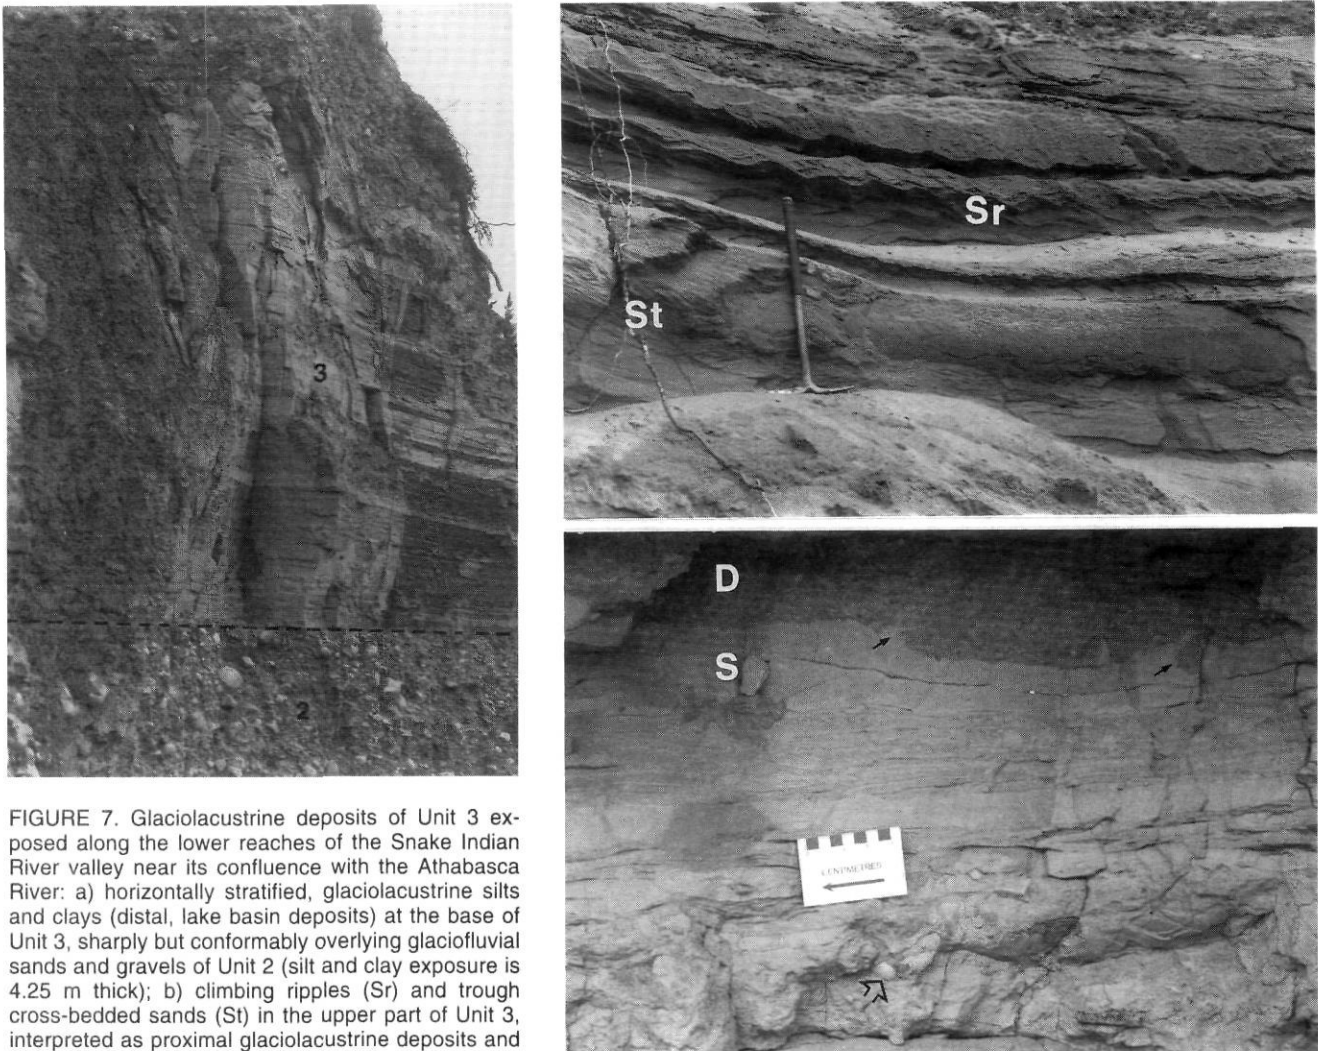 3
2
Sr
St
D
S
CENTIMETRES
FIGURE 7. Glaciolacustrine deposits of Unit 3 ex-
posed along the lower reaches of the Snake Indian
River valley near its confluence with the Athabasca
River: a) horizontally stratified, glaciolacustrine silts
and clays (distal, lake basin deposits) at the base of
Unit 3, sharply but conformably overlying glaciofluvial
sands and gravels of Unit 2 (silt and clay exposure is
4.25 m thick); b) climbing ripples (Sr) and trough
cross-bedded sands (St) in the upper part of Unit 3,
interpreted as proximal glaciolacustrine deposits and